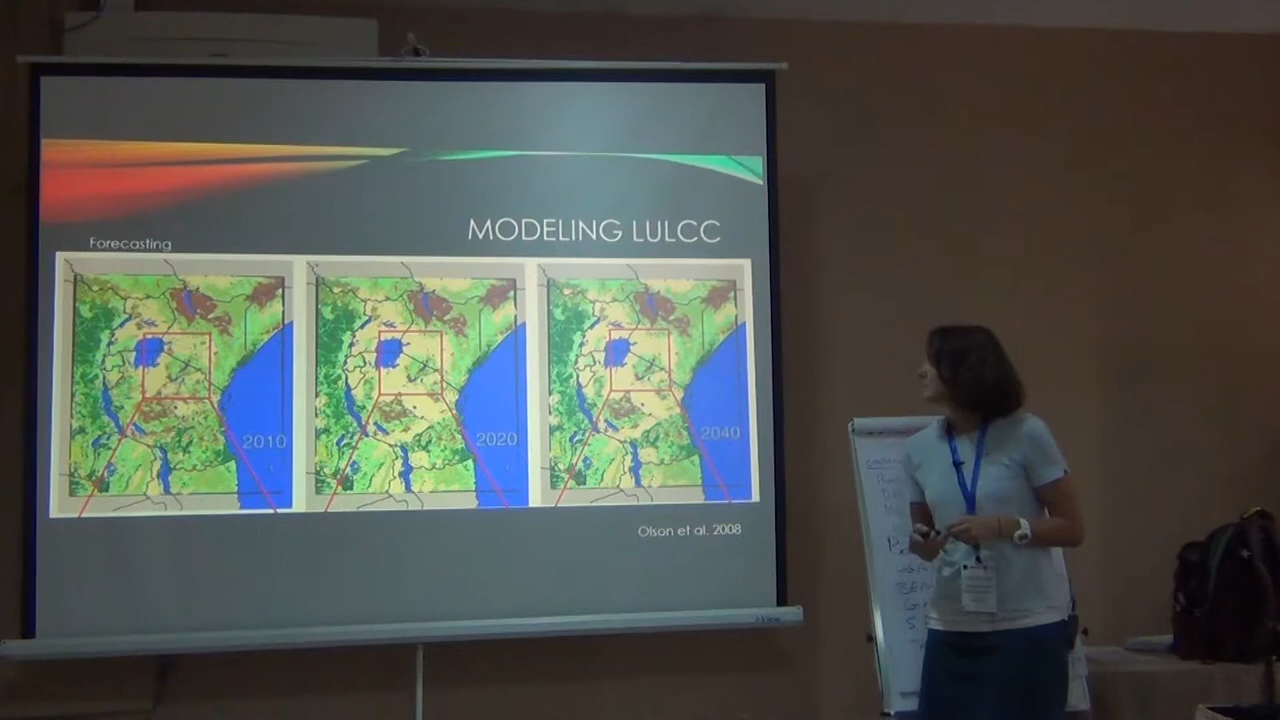 MODELING LULCC
Forecasting
2010
2020
2040
Olson et al. 2008